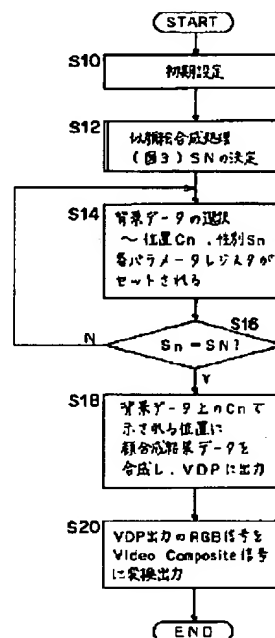 START
S10
初期設定
S12
似顔絵合成処理
(図3) SNの決定
S14
背景データの選択
〜位置Cn、性別Sn
各パラメータレジスタが
セットされる
S16
N
Sn=SN?
Y
S18
背景データ上のCnで
示される位置に
顔合成結果データを
合成し、VDPに出力
S20
VDP出力のRGB信号を
Video Composite信号
に変換出力
END